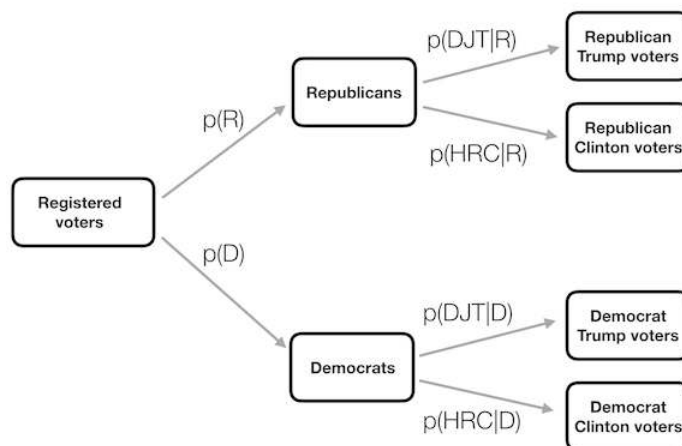 p(DJT|R)
Republican
Trump voters
Republicans
p(R)
Republican
Clinton voters
p(HRC|R)
Registered
voters
p(D)
p(DJT|D)
Democrat
Trump voters
Democrats
p(HRC|D)
Democrat
Clinton voters